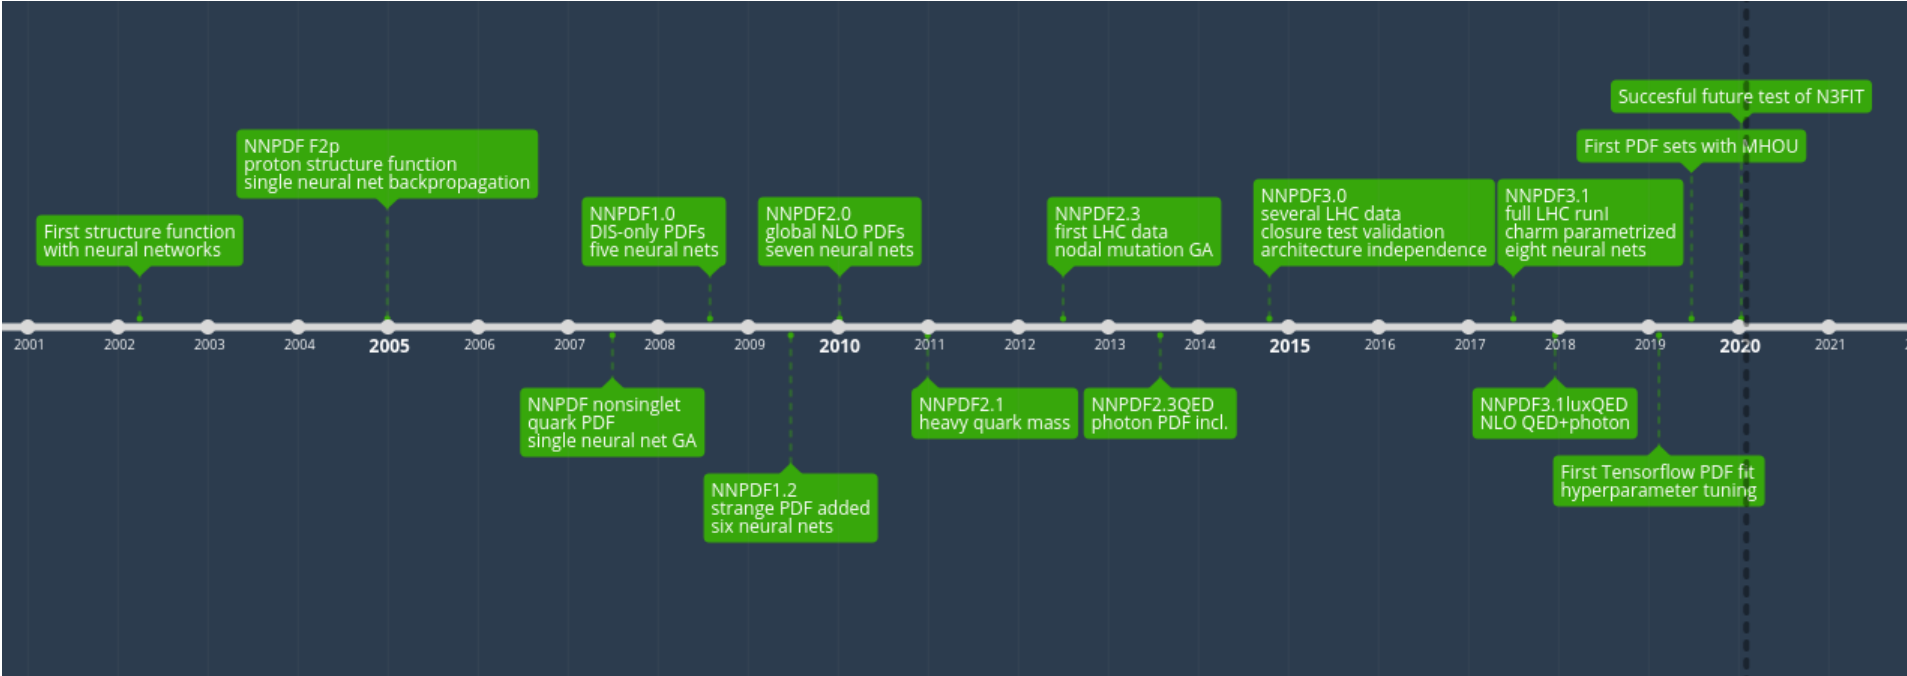 Succesful future test of N3FIT
First PDF sets with MHOU
NNPDF F2p
proton structure function
single neural net backpropagation
First structure function
with neural networks
NNPDF1.0
DIS-only PDFs
five neural nets
NNPDF2.0
global NLO PDFs
seven neural nets
NNPDF2.3
first LHC data
nodal mutation GA
NNPDF3.0
several LHC data
closure test validation
architecture independence
NNPDF3.1
full LHC runI
charm parametrized
eight neural nets
2001 2002 2003 2004 2005 2006 2007 2008 2009 2010 2011 2012 2013 2014 2015 2016 2017 2018 2019 2020 2021
NNPDF nonsinglet
quark PDF
single neural net GA
NNPDF1.2
strange PDF added
six neural nets
NNPDF2.1
heavy quark mass
NNPDF2.3QED
photon PDF incl.
NNPDF3.1luxQED
NLO QED+photon
First Tensorflow PDF fit
hyperparameter tuning